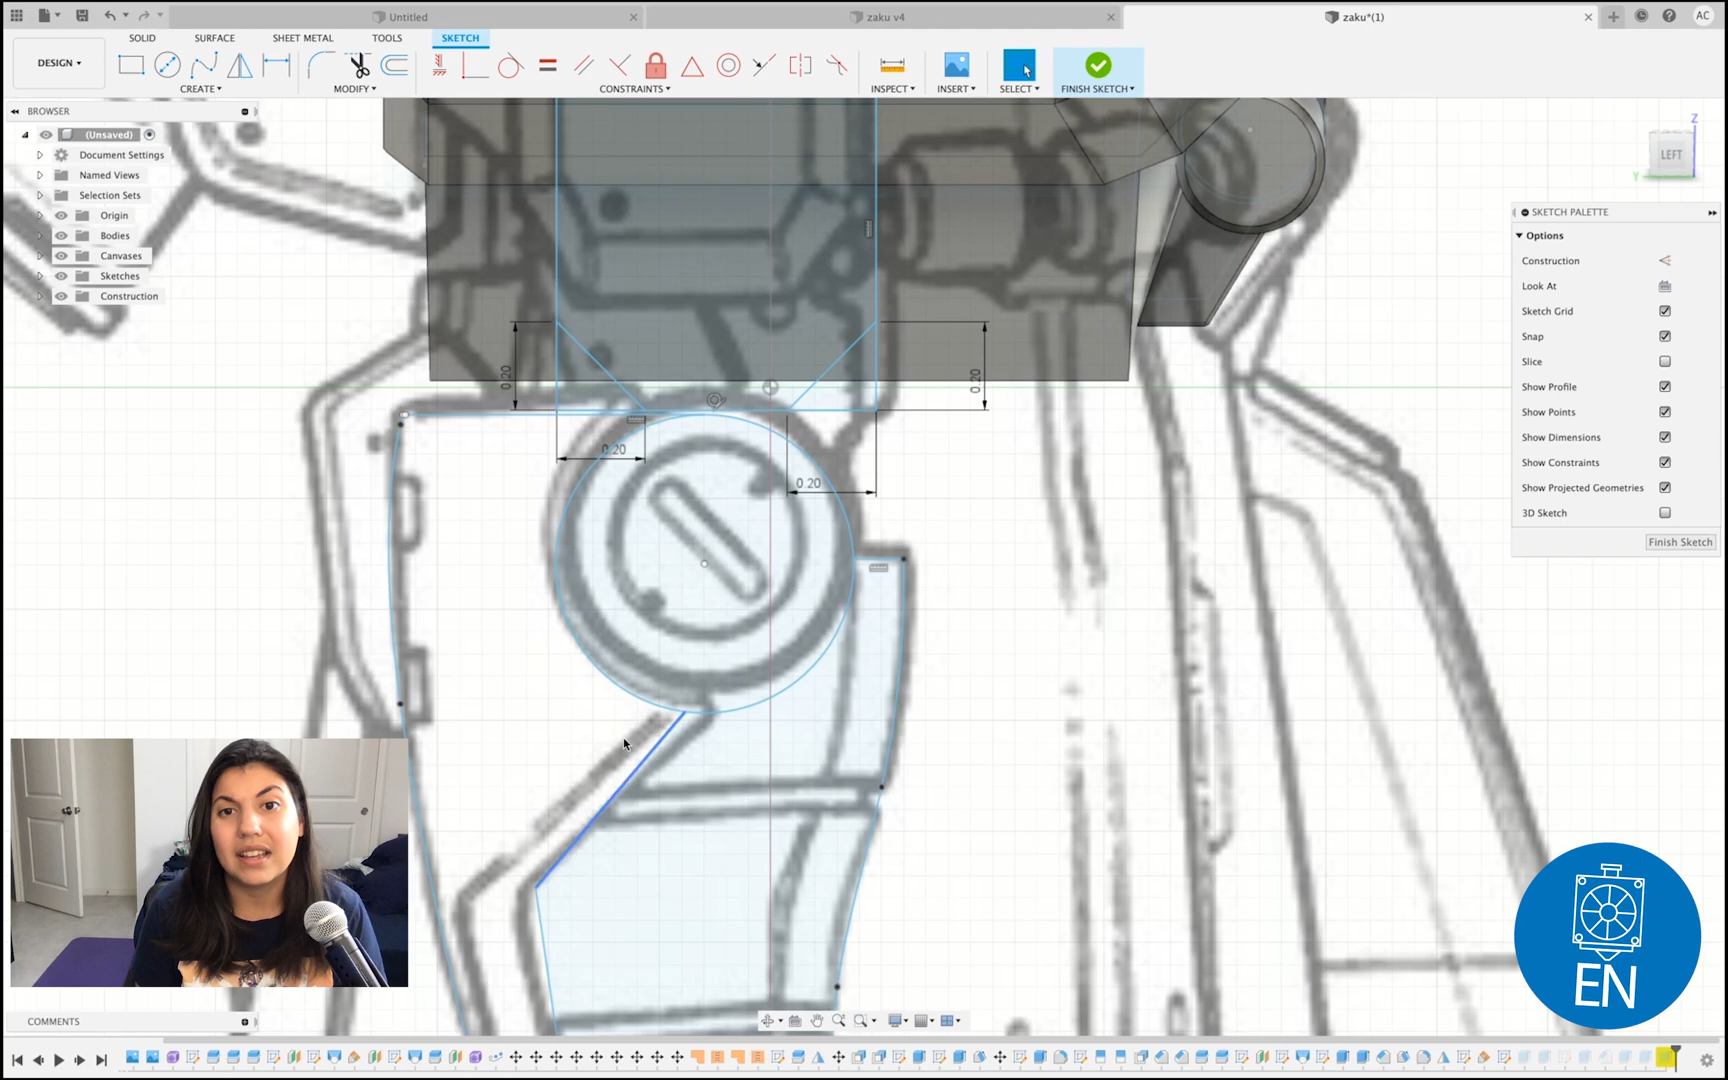 Untitled
zaku v4
zaku*(1)
AC
DESIGN
SOLID
SURFACE
SHEET METAL
TOOLS
SKETCH
CREATE
MODIFY
CONSTRAINTS
INSPECT
INSERT
SELECT
FINISH SKETCH
BROWSER
(Unsaved)
Document Settings
Named Views
Selection Sets
Origin
Bodies
Canvases
Sketches
Construction
Z
LEFT
Y
SKETCH PALETTE
Options
Construction
Look At
Sketch Grid
Snap
Slice
Show Profile
Show Points
Show Dimensions
Show Constraints
Show Projected Geometries
3D Sketch
Finish Sketch
0.20
0.20
0.20
0.20
EN
COMMENTS